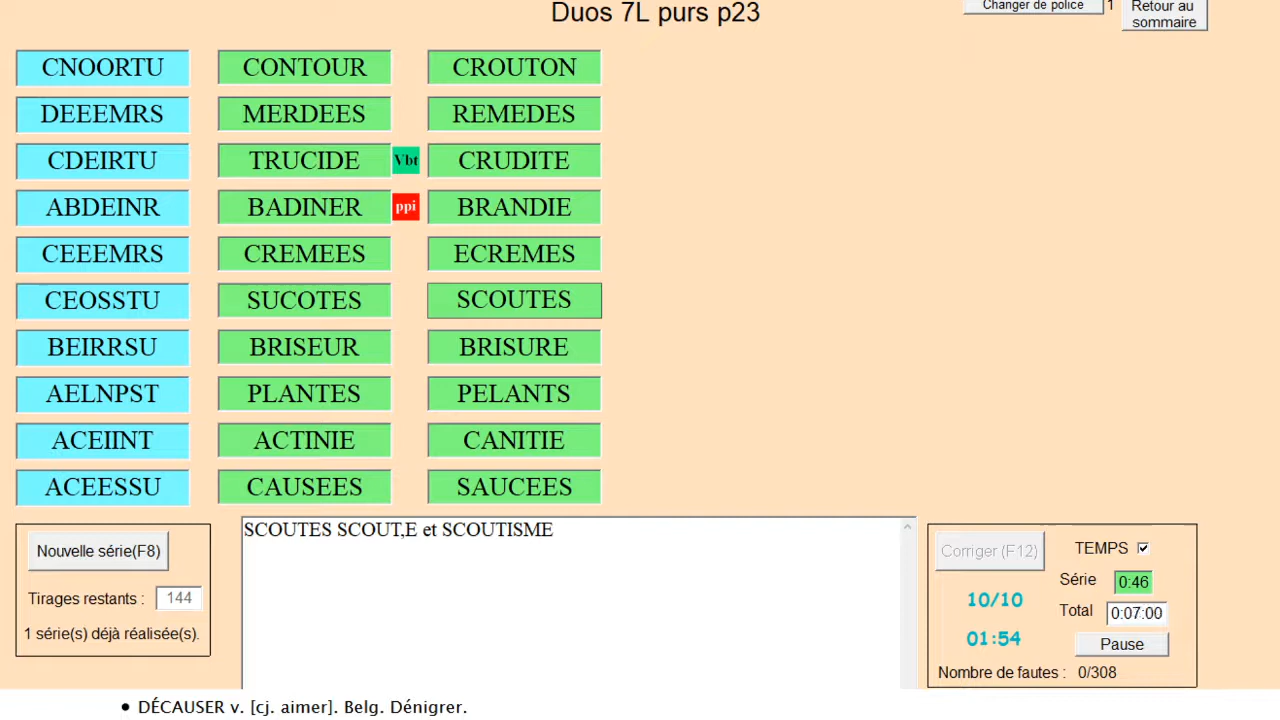 Duos 7L purs p23
Changer de police 1 Retour au
sommaire
CNOORTU CONTOUR CROUTON
DEEEMRS MERDEES REMEDES
CDEIRTU TRUCIDE Vbt CRUDITE
ABDEINR BADINER ppi BRANDIE
CEEEMRS CREMEES ECREMES
CEOSSTU SUCOTES SCOUTES
BEIRRSU BRISEUR BRISURE
AELNPST PLANTES PELANTS
ACEIINT ACTINIE CANITIE
ACEESSU CAUSEES SAUCEES
SCOUTES SCOUT,E et SCOUTISME
Nouvelle série(F8)
Tirages restants : 144
1 série(s) déjà réalisée(s).
Corriger (F12) TEMPS
Série 0:46
10/10
Total 0:07:00
01:54
Pause
Nombre de fautes : 0/308
• DÉCAUSER v. [cj. aimer]. Belg. Dénigrer.